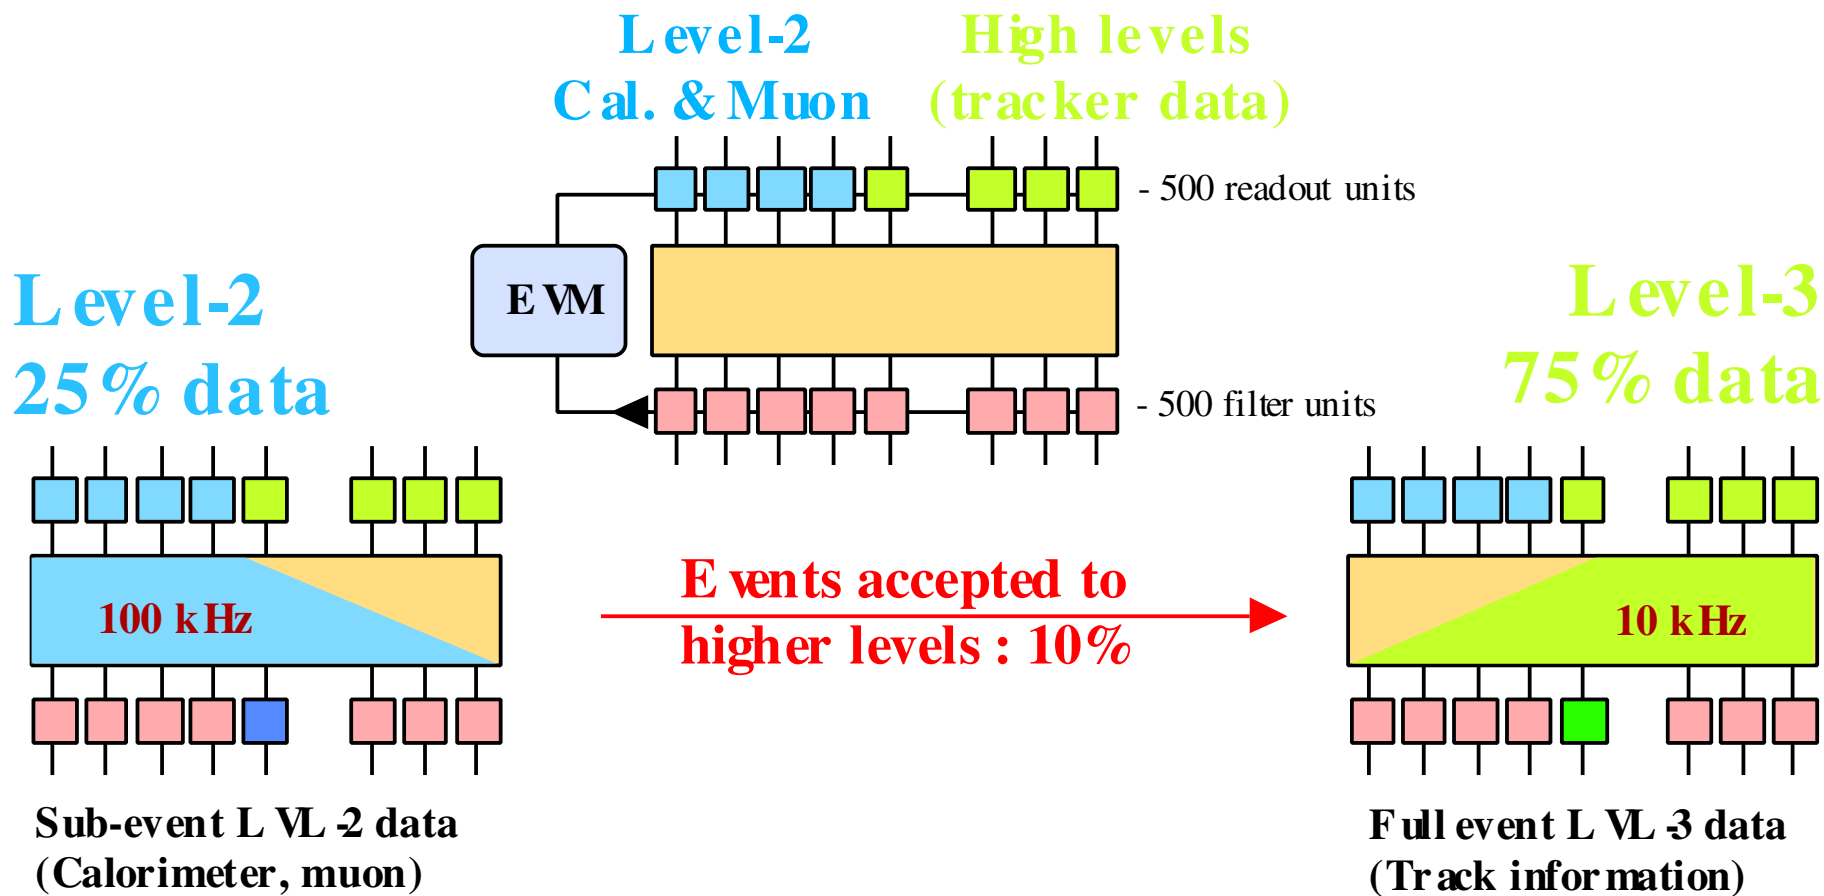 Level-2
Cal. & Muon
High levels
(tracker data)
- 500 readout units
EVM
Level-2
25% data
Level-3
75% data
- 500 filter units
100 kHz
Events accepted to
higher levels : 10%
10 kHz
Sub-event LVL-2 data
(Calorimeter, muon)
Full event LVL-3 data
(Track information)